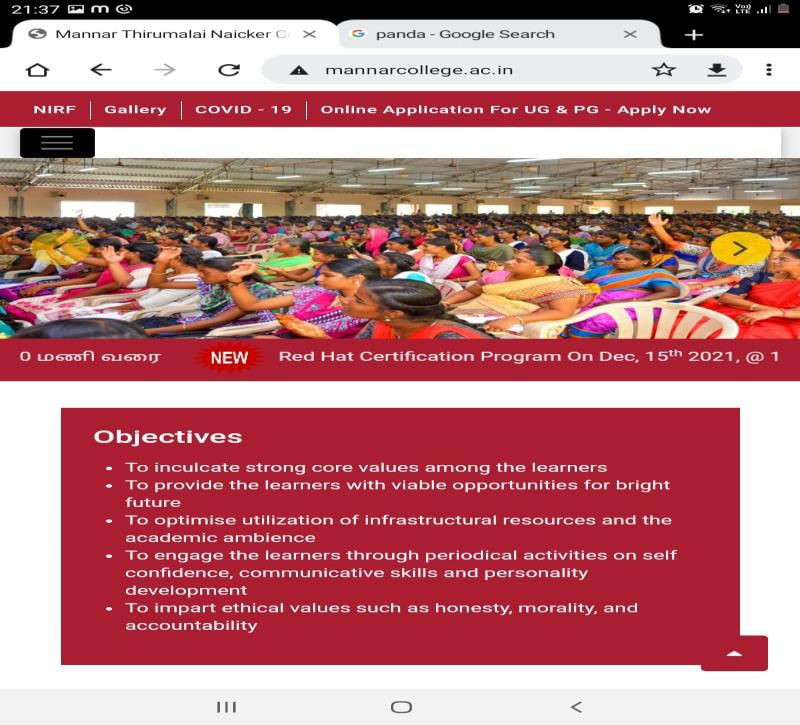 21:37
Vo))
LTE
Mannar Thirumalai Naicker C
panda - Google Search
mannarcollege.ac.in
NIRF
Gallery
COVID - 19
Online Application For UG & PG - Apply Now
0 மணி வரை
NEW
Red Hat Certification Program On Dec, 15th 2021, @ 1
Objectives
• To inculcate strong core values among the learners
• To provide the learners with viable opportunities for bright
future
• To optimise utilization of infrastructural resources and the
academic ambience
• To engage the learners through periodical activities on self
confidence, communicative skills and personality
development
• To impart ethical values such as honesty, morality, and
accountability